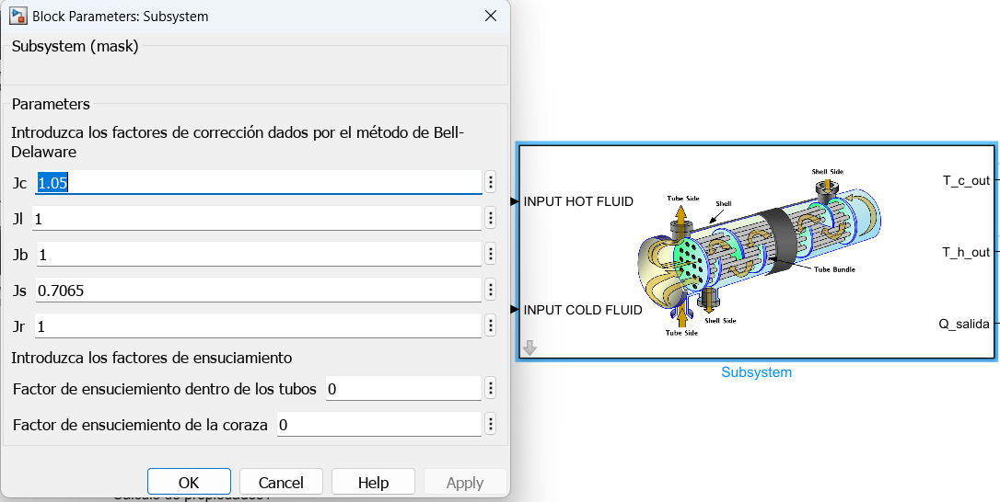 Block Parameters: Subsystem
Subsystem (mask)
Parameters
Introduzca los factores de corrección dados por el método de Bell-
Delaware
Jc 1.05
Jl 1
Jb 1
Js 0.7065
Jr 1
Introduzca los factores de ensuciamiento
Factor de ensuciemiento dentro de los tubos 0
Factor de ensuciemiento de la coraza 0
OK Cancel Help Apply
INPUT HOT FLUID
INPUT COLD FLUID
Shell Side
Tube Side
Shell
Tube Bundle
Shell Side
Tube Side
T_c_out
T_h_out
Q_salida
Subsystem